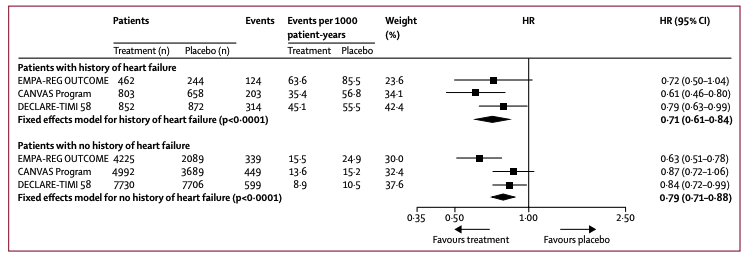 Patients Events Events per 1000 patient-years Weight (%) HR HR (95% CI)
Treatment (n) Placebo (n) Treatment Placebo
Patients with history of heart failure
EMPA-REG OUTCOME 462 244 124 63·6 85·5 23·6 0·72 (0·50–1·04)
CANVAS Program 803 658 203 35·4 56·8 34·1 0·61 (0·46–0·80)
DECLARE-TIMI 58 852 872 314 45·1 55·5 42·4 0·79 (0·63–0·99)
Fixed effects model for history of heart failure (p<0·0001) 0·71 (0·61–0·84)
Patients with no history of heart failure
EMPA-REG OUTCOME 4225 2089 339 15·5 24·9 30·0 0·63 (0·51–0·78)
CANVAS Program 4992 3689 449 13·6 15·2 32·4 0·87 (0·72–1·06)
DECLARE-TIMI 58 7730 7706 599 8·9 10·5 37·6 0·84 (0·72–0·99)
Fixed effects model for no history of heart failure (p<0·0001) 0·79 (0·71–0·88)
0·35 0·50 1·00 2·50
Favours treatment Favours placebo